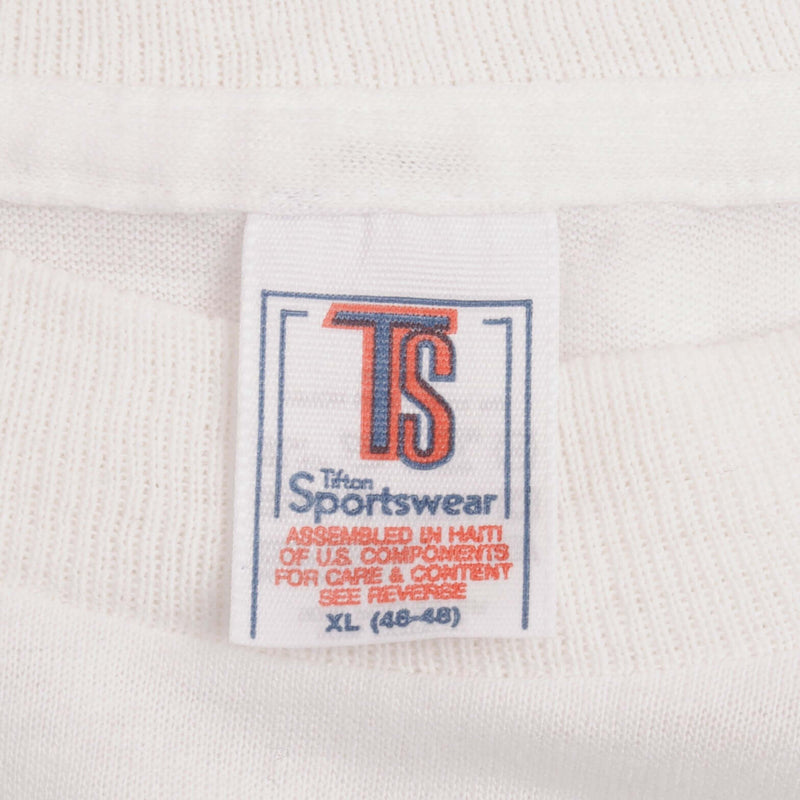 TS
Tifton
Sportswear
ASSEMBLED IN HAITI
OF U.S. COMPONENTS
FOR CARE & CONTENT
SEE REVERSE
XL (46-48)